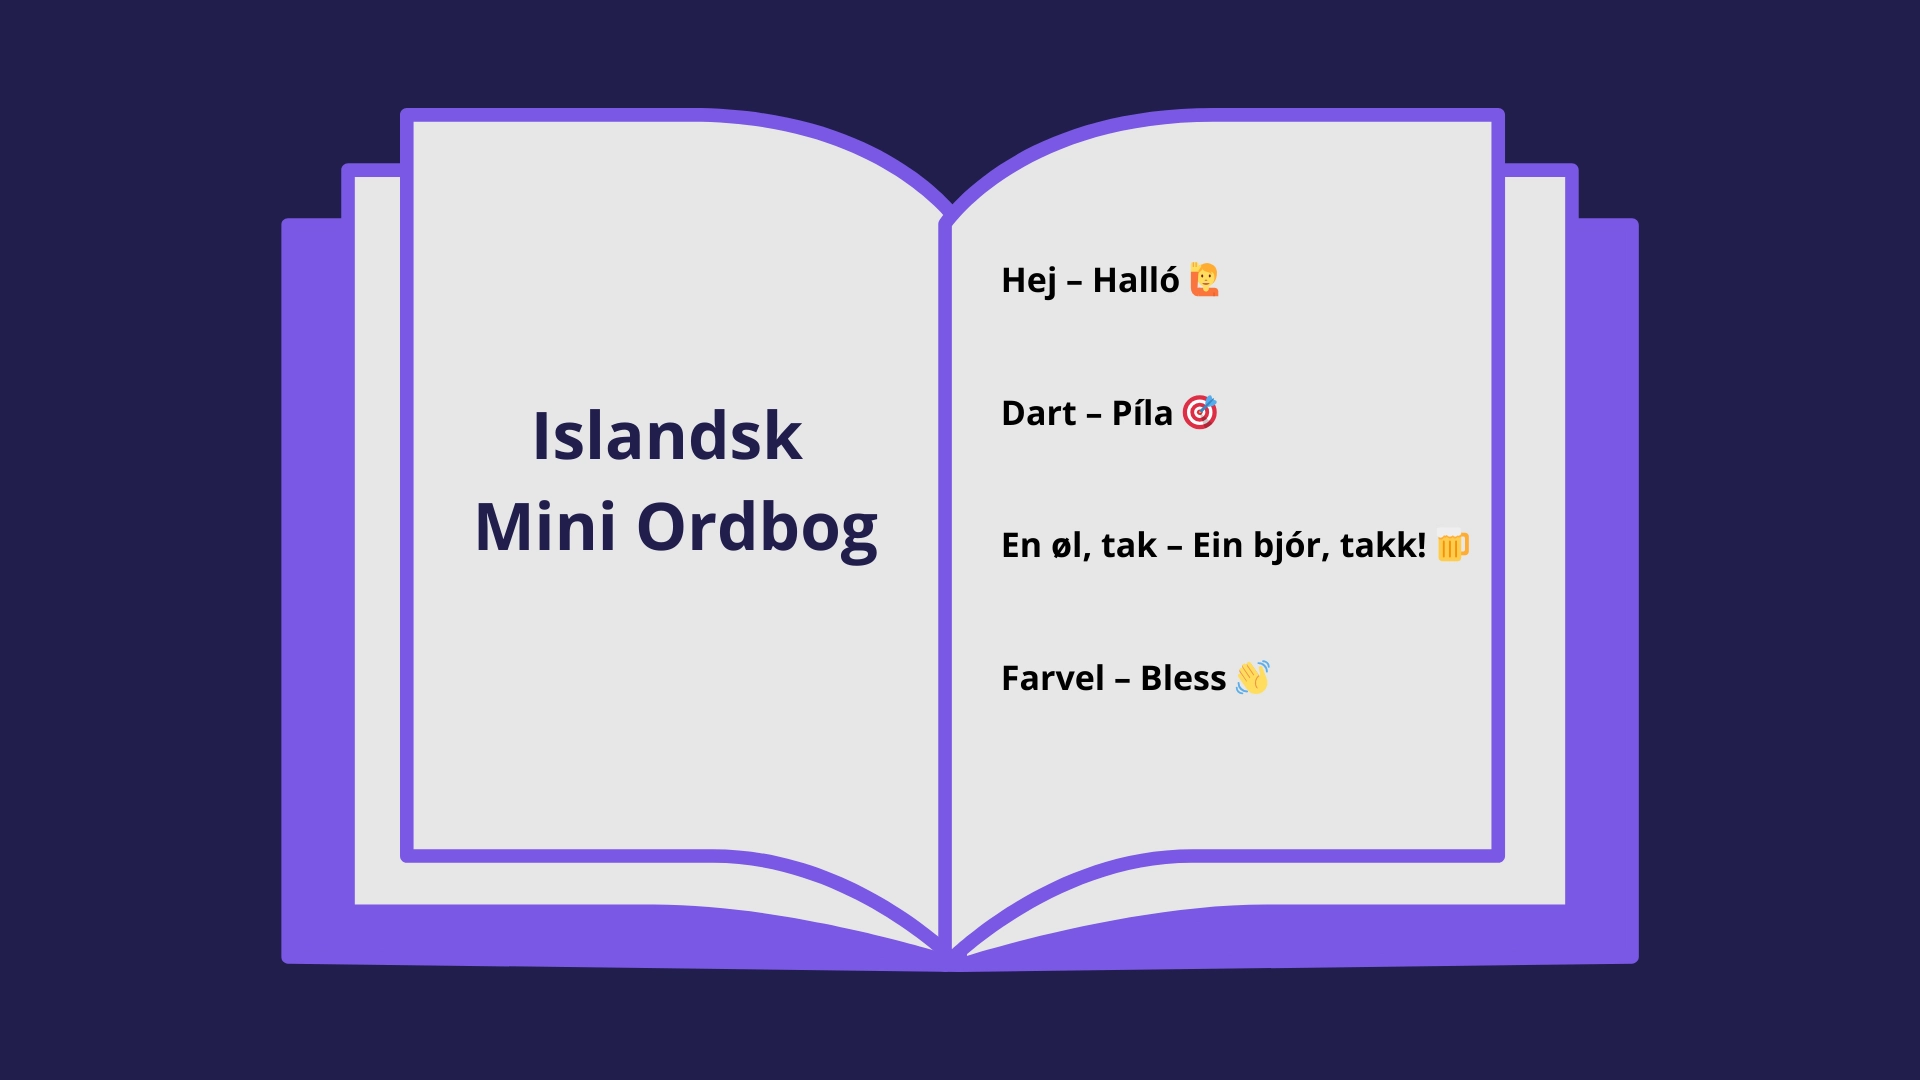 Islandsk
Mini Ordbog
Hej – Halló 🙋
Dart – Píla 🎯
En øl, tak – Ein bjór, takk! 🍺
Farvel – Bless 👋